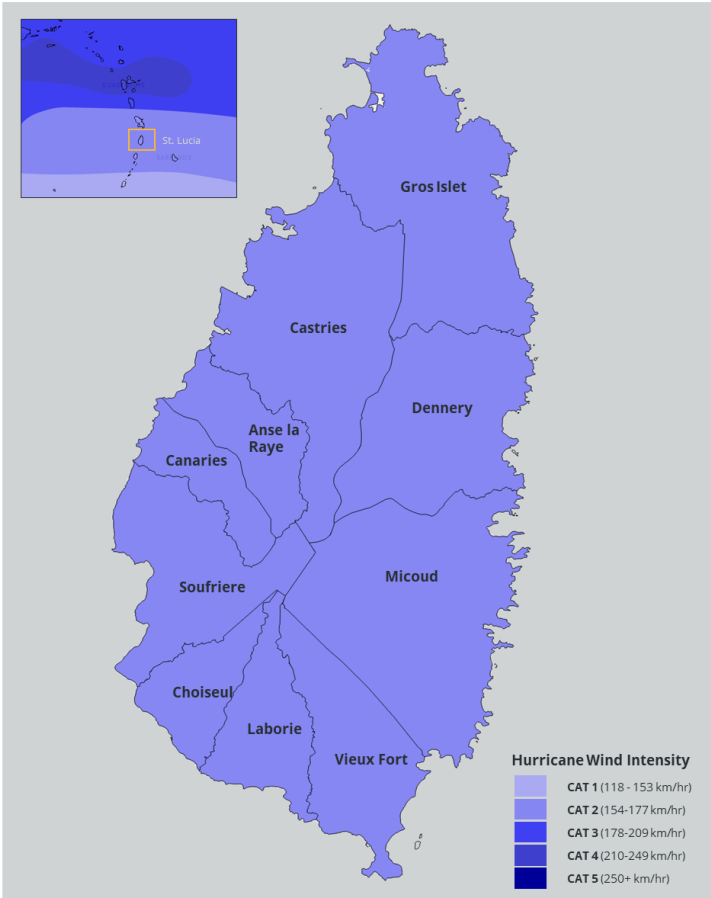 St. Lucia
Gros Islet
Castries
Dennery
Anse la
Raye
Canaries
Micoud
Soufriere
Choiseul
Laborie
Vieux Fort
Hurricane Wind Intensity
CAT 1 (118 - 153 km/hr)
CAT 2 (154-177 km/hr)
CAT 3 (178-209 km/hr)
CAT 4 (210-249 km/hr)
CAT 5 (250+ km/hr)